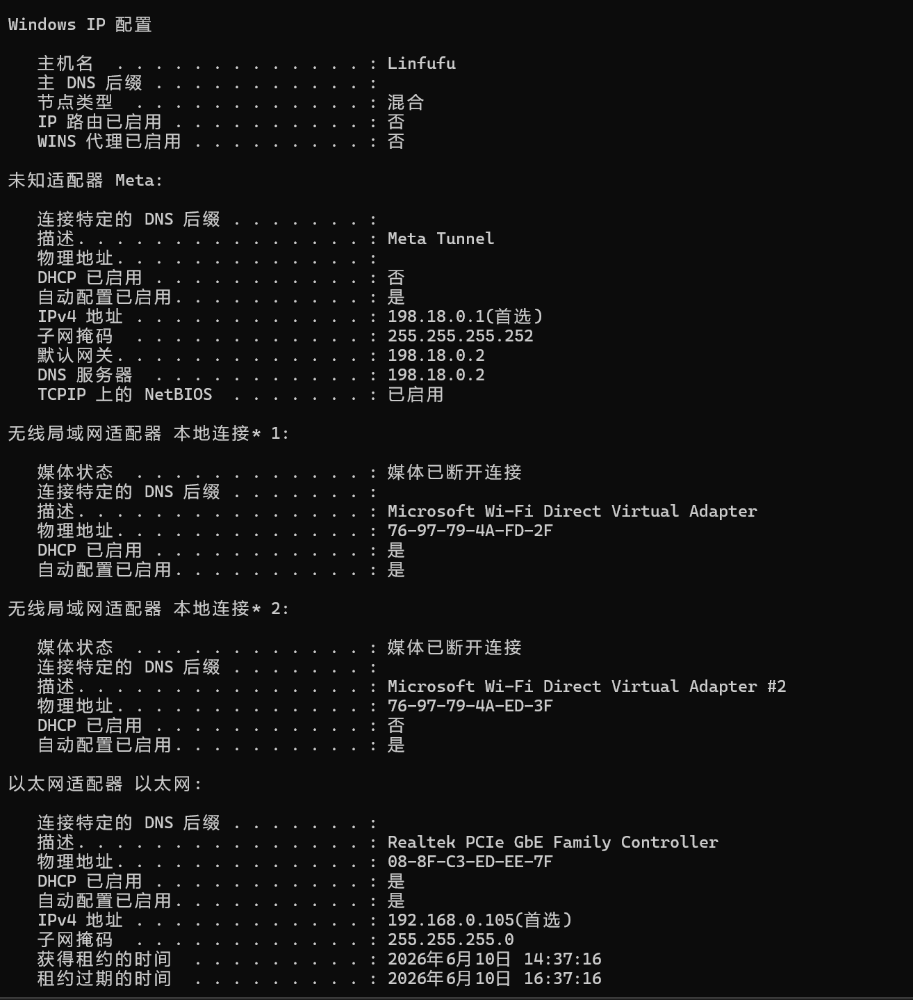 Windows IP 配置
主机名  . . . . . . . . . . . . . : Linfufu
主 DNS 后缀 . . . . . . . . . . . :
节点类型  . . . . . . . . . . . . : 混合
IP 路由已启用 . . . . . . . . . . : 否
WINS 代理已启用 . . . . . . . . . : 否
未知适配器 Meta:
连接特定的 DNS 后缀 . . . . . . . :
描述. . . . . . . . . . . . . . . : Meta Tunnel
物理地址. . . . . . . . . . . . . :
DHCP 已启用 . . . . . . . . . . . : 否
自动配置已启用. . . . . . . . . . : 是
IPv4 地址 . . . . . . . . . . . . : 198.18.0.1(首选)
子网掩码  . . . . . . . . . . . . : 255.255.255.252
默认网关. . . . . . . . . . . . . : 198.18.0.2
DNS 服务器  . . . . . . . . . . . : 198.18.0.2
TCPIP 上的 NetBIOS  . . . . . . . : 已启用
无线局域网适配器 本地连接* 1:
媒体状态  . . . . . . . . . . . . : 媒体已断开连接
连接特定的 DNS 后缀 . . . . . . . :
描述. . . . . . . . . . . . . . . : Microsoft Wi-Fi Direct Virtual Adapter
物理地址. . . . . . . . . . . . . : 76-97-79-4A-FD-2F
DHCP 已启用 . . . . . . . . . . . : 是
自动配置已启用. . . . . . . . . . : 是
无线局域网适配器 本地连接* 2:
媒体状态  . . . . . . . . . . . . : 媒体已断开连接
连接特定的 DNS 后缀 . . . . . . . :
描述. . . . . . . . . . . . . . . : Microsoft Wi-Fi Direct Virtual Adapter #2
物理地址. . . . . . . . . . . . . : 76-97-79-4A-ED-3F
DHCP 已启用 . . . . . . . . . . . : 否
自动配置已启用. . . . . . . . . . : 是
以太网适配器 以太网:
连接特定的 DNS 后缀 . . . . . . . :
描述. . . . . . . . . . . . . . . : Realtek PCIe GbE Family Controller
物理地址. . . . . . . . . . . . . : 08-8F-C3-ED-EE-7F
DHCP 已启用 . . . . . . . . . . . : 是
自动配置已启用. . . . . . . . . . : 是
IPv4 地址 . . . . . . . . . . . . : 192.168.0.105(首选)
子网掩码  . . . . . . . . . . . . : 255.255.255.0
获得租约的时间  . . . . . . . . . : 2026年6月10日 14:37:16
租约过期的时间  . . . . . . . . . : 2026年6月10日 16:37:16